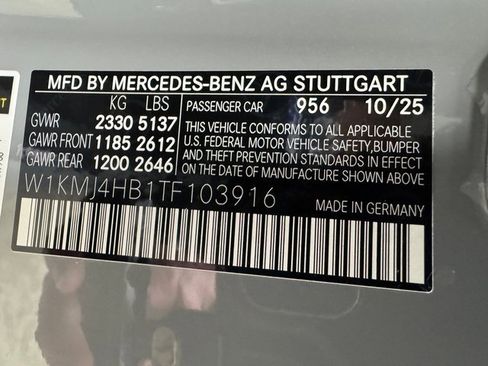 MFD BY MERCEDES-BENZ AG STUTTGART
KG LBS
GVWR 2330 5137
GAWR FRONT 1185 2612
GAWR REAR 1200 2646
PASSENGER CAR 956 10/25
THIS VEHICLE CONFORMS TO ALL APPLICABLE
U.S. FEDERAL MOTOR VEHICLE SAFETY,BUMPER
AND THEFT PREVENTION STANDARDS IN EFFECT
ON THE DATE OF MANUFACTURE SHOWN ABOVE.
W1KMJ4HB1TF103916
MADE IN GERMANY